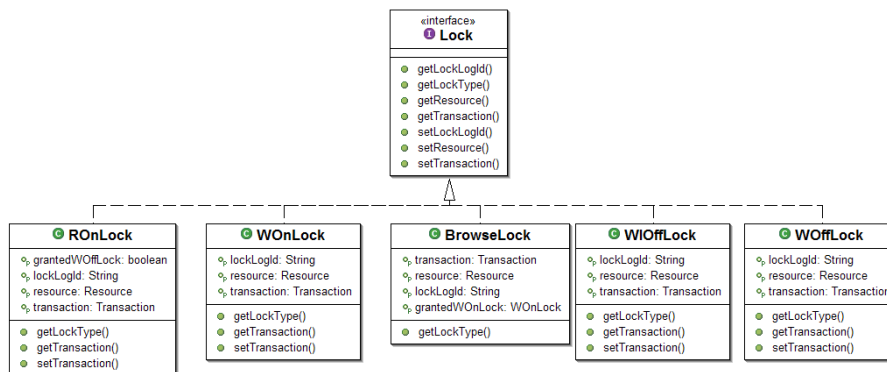 «interface»
Lock
getLockLogId()
getLockType()
getResource()
getTransaction()
setLockLogId()
setResource()
setTransaction()
ROnLock
grantedWOffLock: boolean
lockLogId: String
resource: Resource
transaction: Transaction
getLockType()
getTransaction()
setTransaction()
WOnLock
lockLogId: String
resource: Resource
transaction: Transaction
getLockType()
getTransaction()
setTransaction()
BrowseLock
transaction: Transaction
resource: Resource
lockLogId: String
grantedWOnLock: WOnLock
getLockType()
WIOffLock
lockLogId: String
resource: Resource
transaction: Transaction
getLockType()
getTransaction()
setTransaction()
WOffLock
lockLogId: String
resource: Resource
transaction: Transaction
getLockType()
getTransaction()
setTransaction()